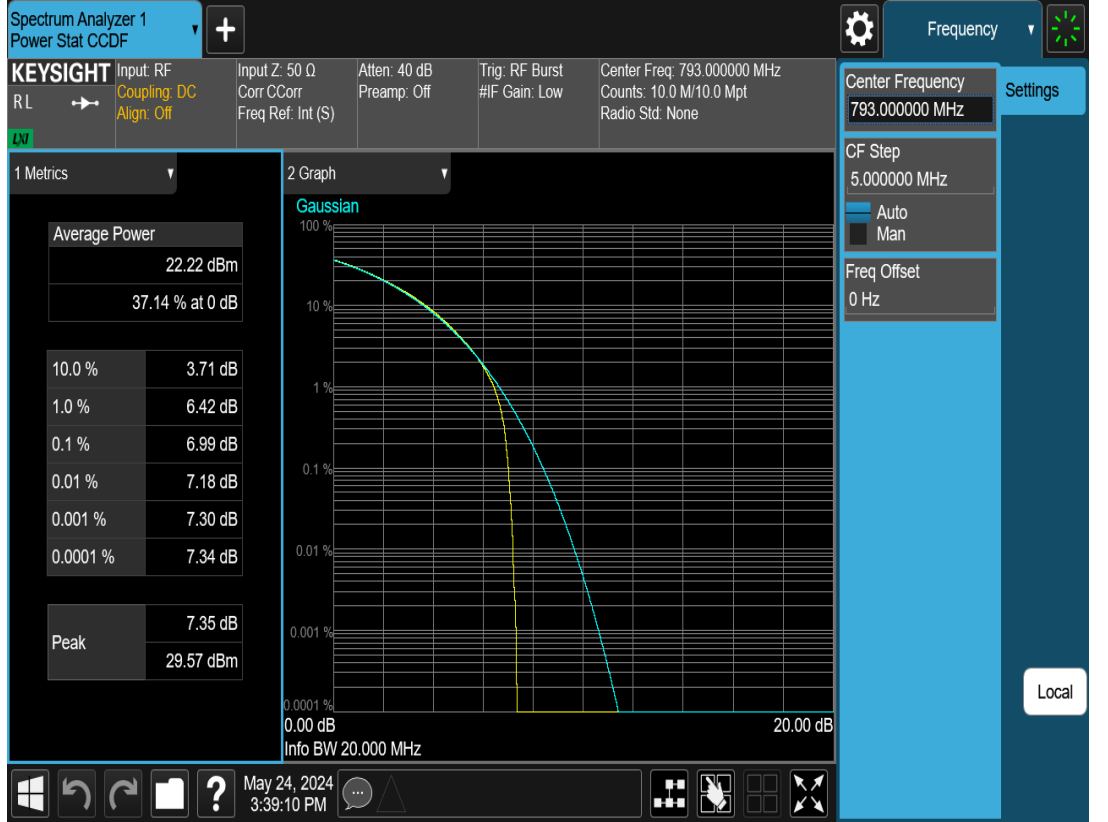 Spectrum Analyzer 1
Power Stat CCDF
Frequency
KEYSIGHT
RL
LXI
Input: RF
Coupling: DC
Align: Off
Input Z: 50 Ω
Corr CCorr
Freq Ref: Int (S)
Atten: 40 dB
Preamp: Off
Trig: RF Burst
#IF Gain: Low
Center Freq: 793.000000 MHz
Counts: 10.0 M/10.0 Mpt
Radio Std: None
Center Frequency
793.000000 MHz
Settings
CF Step
5.000000 MHz
Auto
Man
Freq Offset
0 Hz
Local
1 Metrics
Average Power
22.22 dBm
37.14 % at 0 dB
10.0 % 3.71 dB
1.0 % 6.42 dB
0.1 % 6.99 dB
0.01 % 7.18 dB
0.001 % 7.30 dB
0.0001 % 7.34 dB
Peak 7.35 dB
29.57 dBm
2 Graph
Gaussian
100 %
10 %
1 %
0.1 %
0.01 %
0.001 %
0.0001 %
0.00 dB 20.00 dB
Info BW 20.000 MHz
?
May 24, 2024
3:39:10 PM